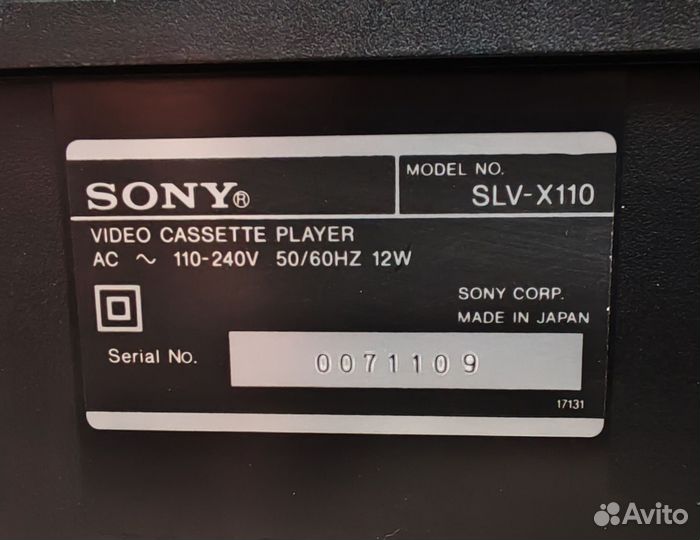 SONY®
MODEL NO.
SLV-X110
VIDEO CASSETTE PLAYER
AC ~ 110-240V 50/60HZ 12W
SONY CORP.
MADE IN JAPAN
Serial No. 0071109
17131
Avito